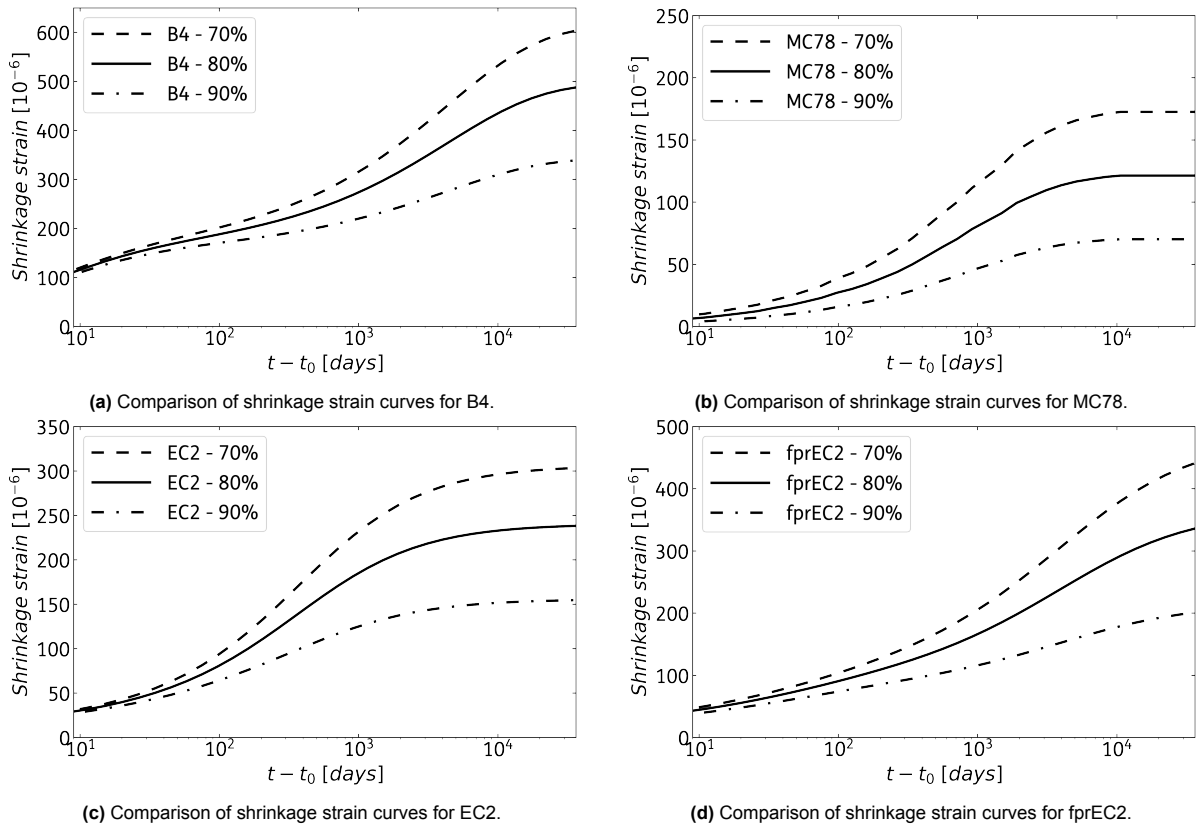 Shrinkage strain [10⁻⁶]
600
500
400
300
200
100
0
B4 - 70%
B4 - 80%
B4 - 90%
10¹
10²
10³
10⁴
t − t₀ [days]
(a) Comparison of shrinkage strain curves for B4.
Shrinkage strain [10⁻⁶]
250
200
150
100
50
0
MC78 - 70%
MC78 - 80%
MC78 - 90%
10¹
10²
10³
10⁴
t − t₀ [days]
(b) Comparison of shrinkage strain curves for MC78.
Shrinkage strain [10⁻⁶]
350
300
250
200
150
100
50
0
EC2 - 70%
EC2 - 80%
EC2 - 90%
10¹
10²
10³
10⁴
t − t₀ [days]
(c) Comparison of shrinkage strain curves for EC2.
Shrinkage strain [10⁻⁶]
500
400
300
200
100
0
fprEC2 - 70%
fprEC2 - 80%
fprEC2 - 90%
10¹
10²
10³
10⁴
t − t₀ [days]
(d) Comparison of shrinkage strain curves for fprEC2.